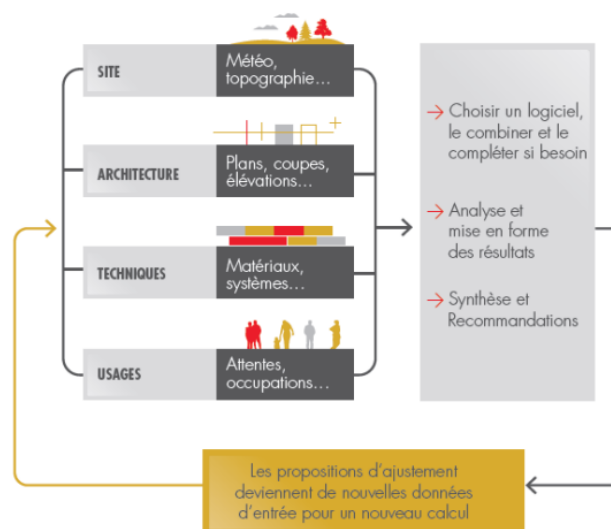 SITE
Météo,
topographie...
ARCHITECTURE
Plans, coupes,
élévations...
TECHNIQUES
Matériaux,
systèmes...
USAGES
Attentes,
occupations...
→ Choisir un logiciel,
le combiner et le
compléter si besoin
→ Analyse et
mise en forme
des résultats
→ Synthèse et
Recommandations
Les propositions d'ajustement
deviennent de nouvelles données
d'entrée pour un nouveau calcul